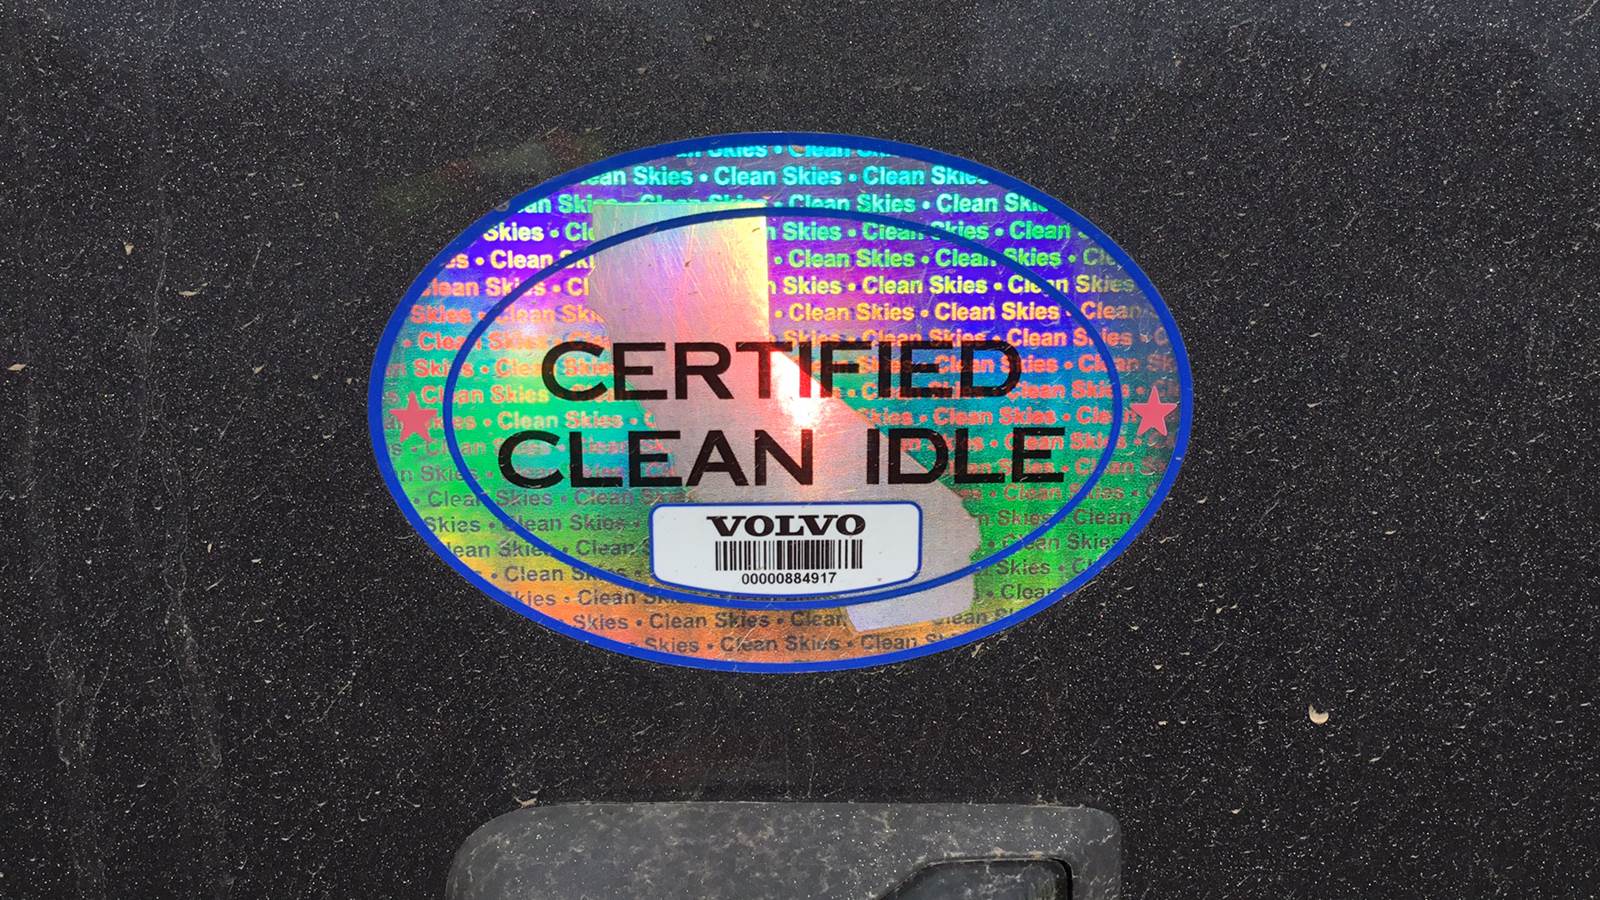 Clean Skies • Clean Skies • Clean Skies
CERTIFIED
CLEAN IDLE
VOLVO
00000884917